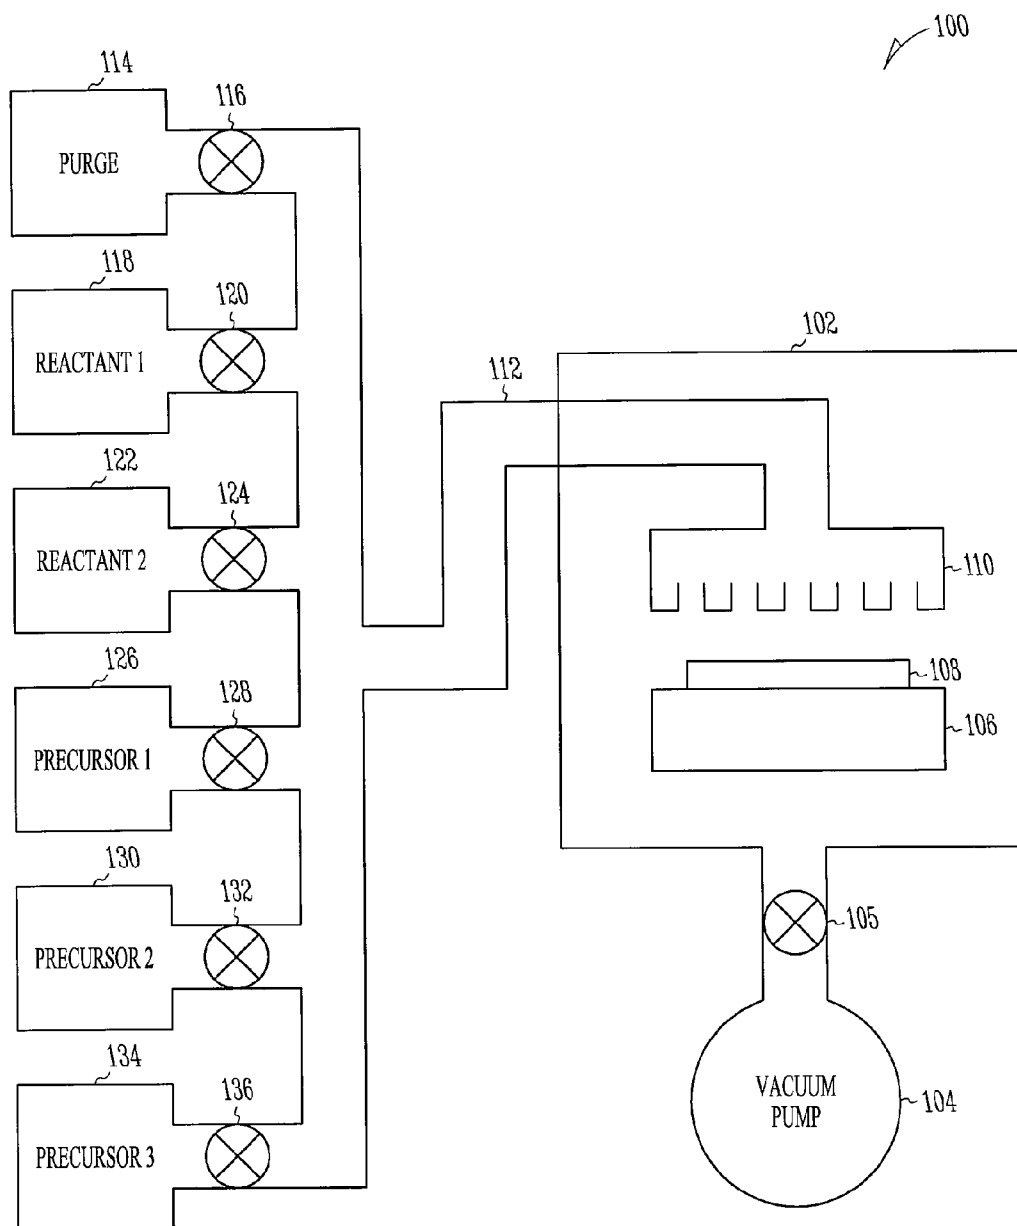 100
114
116
PURGE
118
120
REACTANT 1
102
112
122
124
REACTANT 2
110
126
128
PRECURSOR 1
108
106
130
132
PRECURSOR 2
105
134
136
PRECURSOR 3
VACUUM
PUMP
104